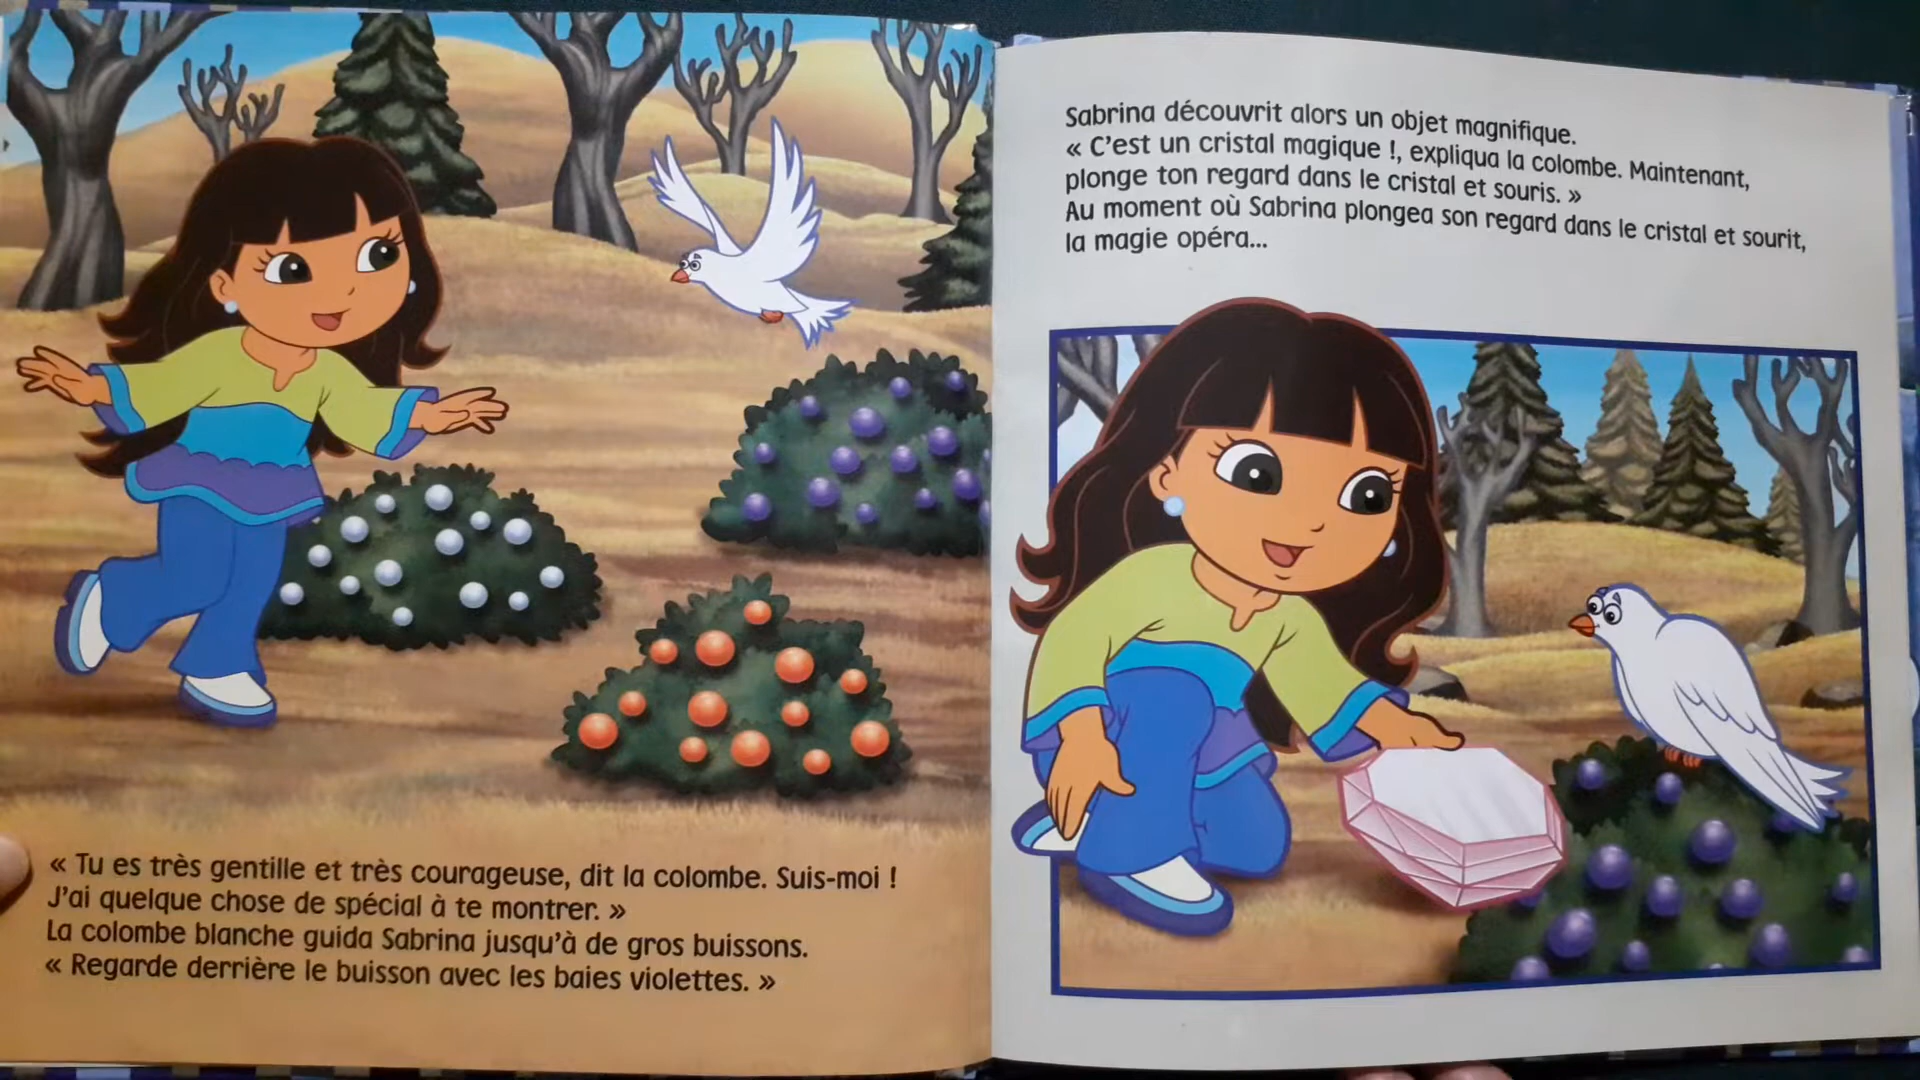 « Tu es très gentille et très courageuse, dit la colombe. Suis-moi !
J'ai quelque chose de spécial à te montrer. »
La colombe blanche guida Sabrina jusqu'à de gros buissons.
« Regarde derrière le buisson avec les baies violettes. »
Sabrina découvrit alors un objet magnifique.
« C'est un cristal magique !, expliqua la colombe. Maintenant,
plonge ton regard dans le cristal et souris. »
Au moment où Sabrina plongea son regard dans le cristal et sourit,
la magie opéra...